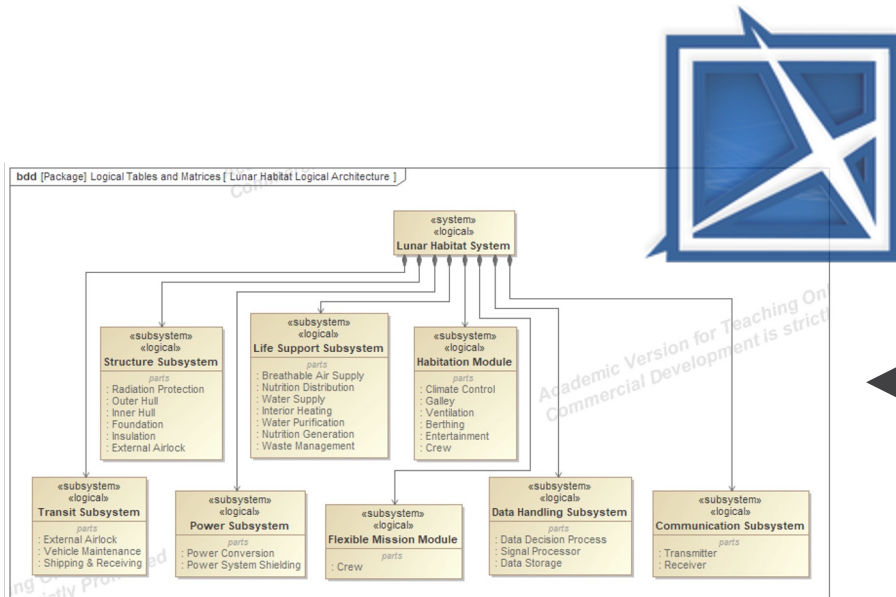 bdd [Package] Logical Tables and Matrices [ Lunar Habitat Logical Architecture ]
«system»
«logical»
Lunar Habitat System
«subsystem»
«logical»
Structure Subsystem
parts
: Radiation Protection
: Outer Hull
: Inner Hull
: Foundation
: Insulation
: External Airlock
«subsystem»
«logical»
Life Support Subsystem
parts
: Breathable Air Supply
: Nutrition Distribution
: Water Supply
: Interior Heating
: Water Purification
: Nutrition Generation
: Waste Management
«subsystem»
«logical»
Habitation Module
parts
: Climate Control
: Galley
: Ventilation
: Berthing
: Entertainment
: Crew
Academic Version for Teaching Onl
Commercial Development is strict
«subsystem»
«logical»
Transit Subsystem
parts
: External Airlock
: Vehicle Maintenance
: Shipping & Receiving
«subsystem»
«logical»
Power Subsystem
parts
: Power Conversion
: Power System Shielding
«subsystem»
«logical»
Flexible Mission Module
parts
: Crew
«subsystem»
«logical»
Data Handling Subsystem
parts
: Data Decision Process
: Signal Processor
: Data Storage
«subsystem»
«logical»
Communication Subsystem
parts
: Transmitter
: Receiver